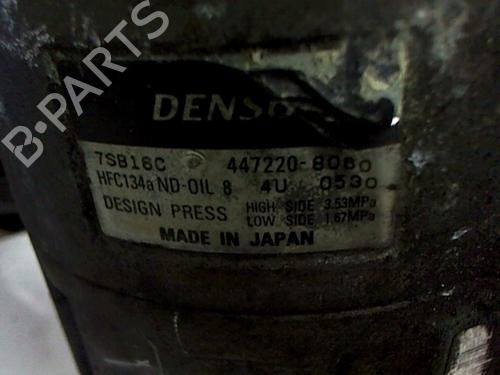 B-PARTS
DENSO
7SB16C 447220-8060
HFC134a ND-OIL 8 4U 0530
DESIGN PRESS HIGH SIDE 3.53MPa
LOW SIDE 1.67MPa
MADE IN JAPAN